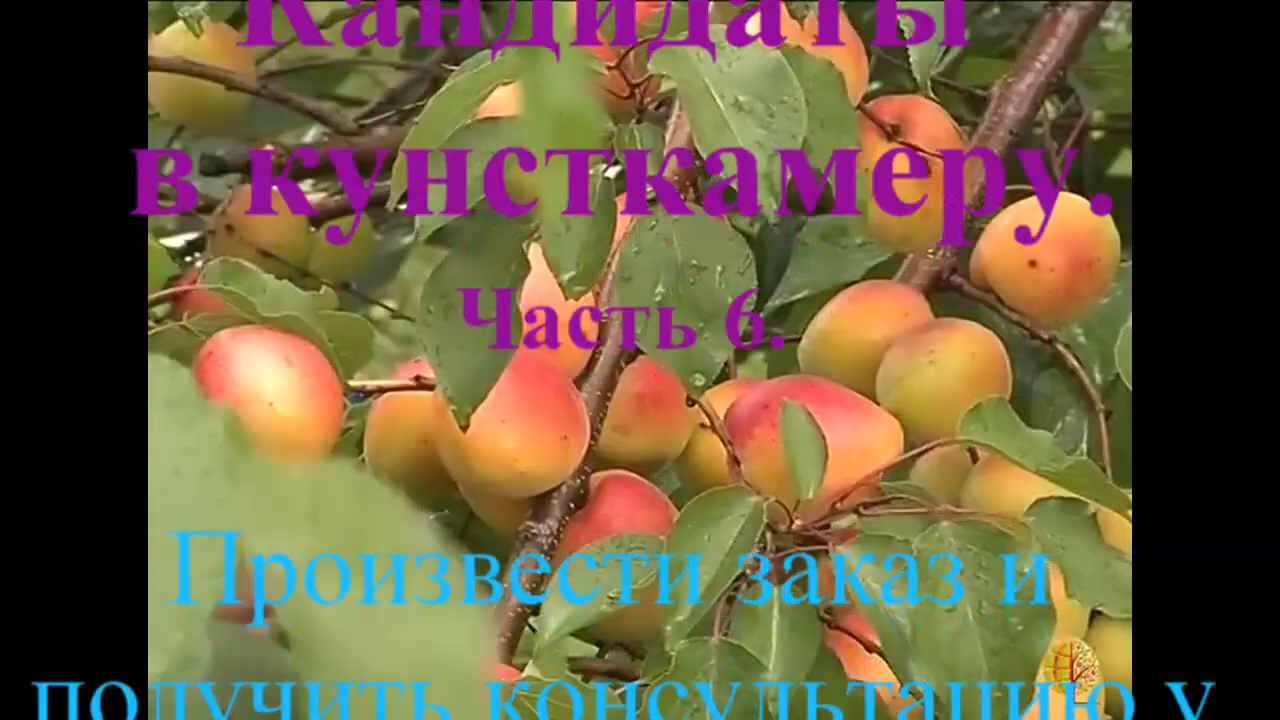 Кандидаты
в кунсткамеру.
Часть 6.
Произвести заказ и
получить консультацию у